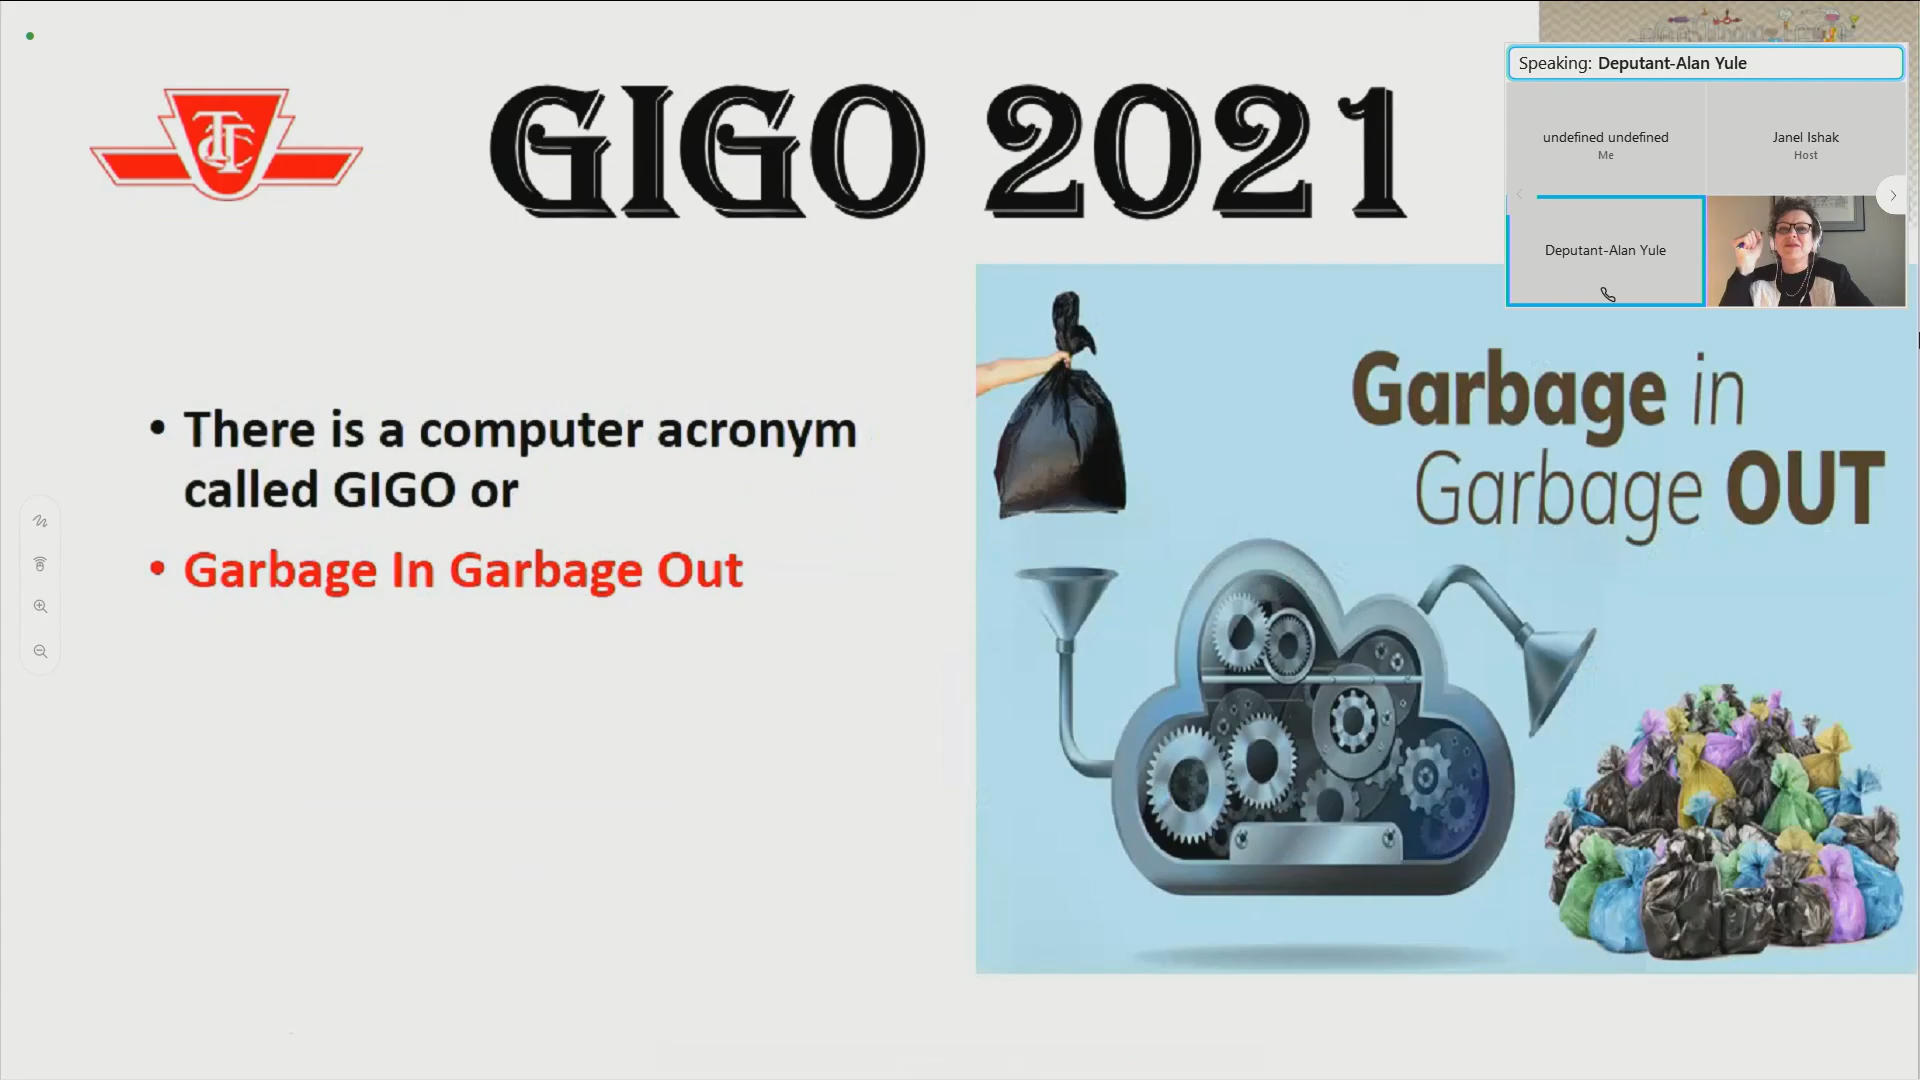 GIGO 2021
TTC
Speaking: Deputant-Alan Yule
undefined undefined
Me
Janel Ishak
Host
Deputant-Alan Yule
• There is a computer acronym
called GIGO or
• Garbage In Garbage Out
Garbage in
Garbage OUT